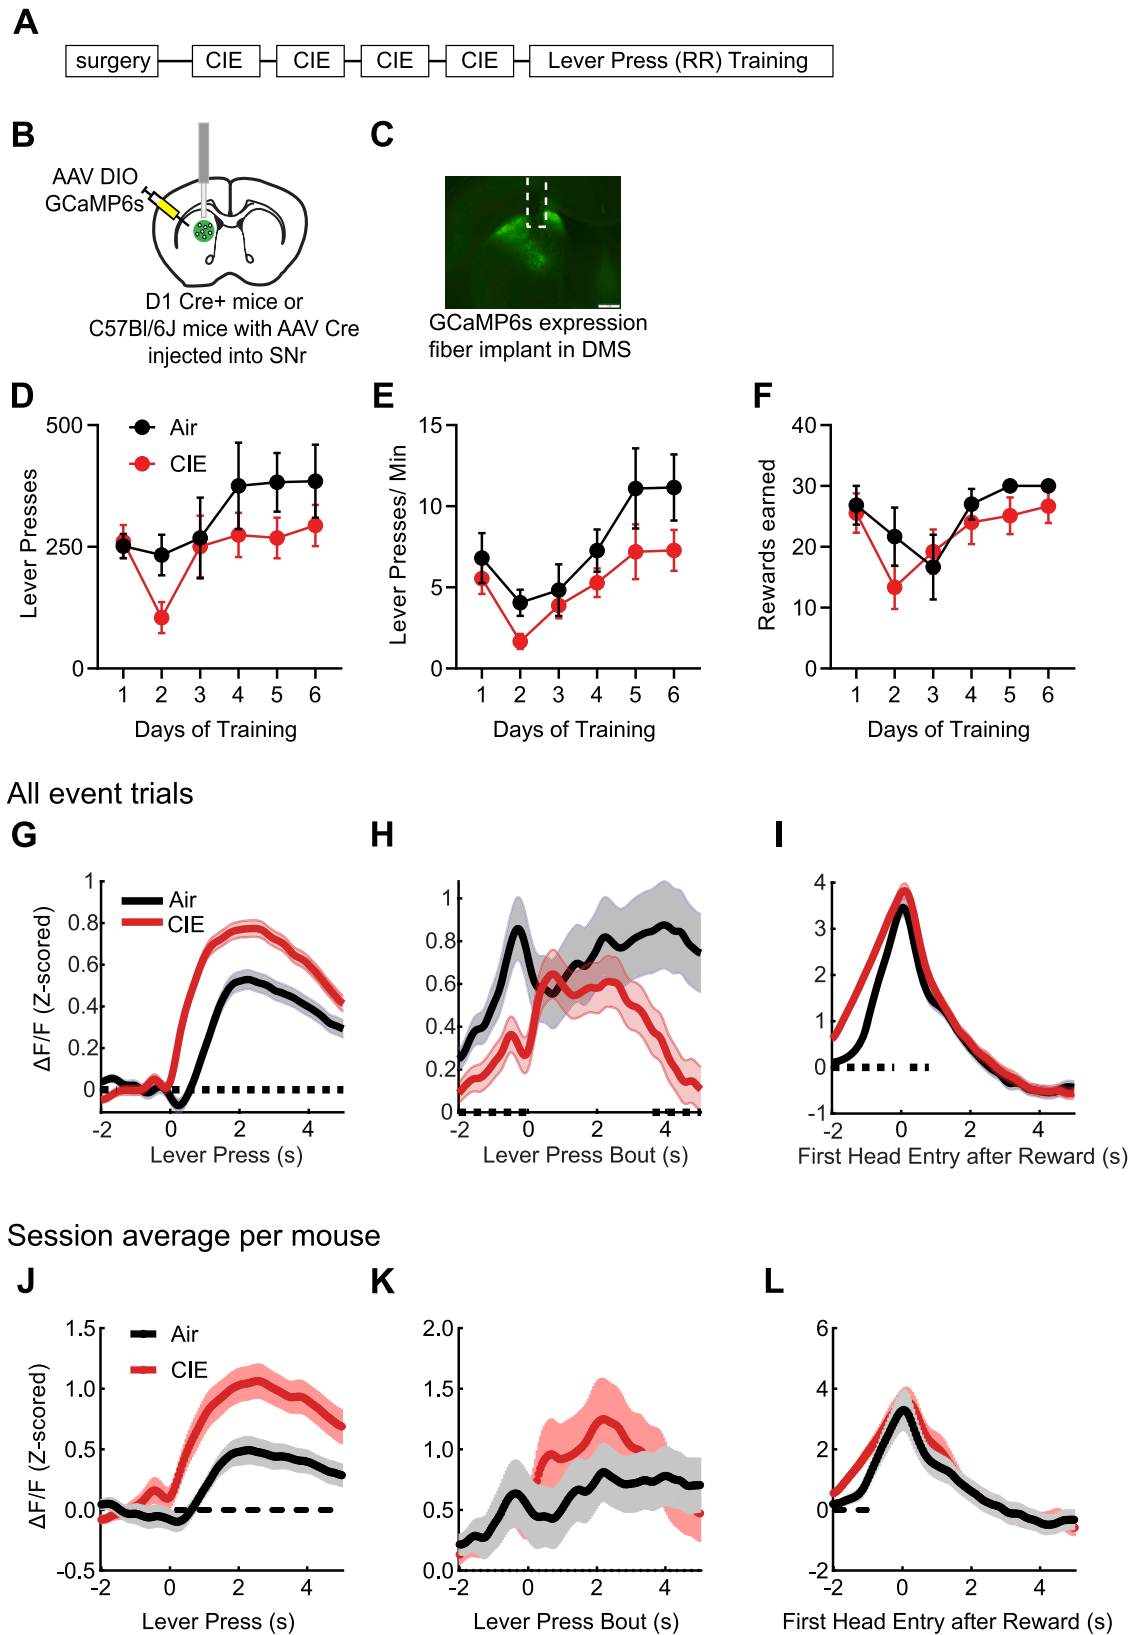 A
surgery CIE CIE CIE CIE Lever Press (RR) Training
B
AAV DIO
GCaMP6s
D1 Cre+ mice or
C57Bl/6J mice with AAV Cre
injected into SNr
C
GCaMP6s expression
fiber implant in DMS
D
Lever Presses
500
250
0
Air
CIE
1 2 3 4 5 6
Days of Training
E
Lever Presses/ Min
15
10
5
0
1 2 3 4 5 6
Days of Training
F
Rewards earned
40
30
20
10
0
1 2 3 4 5 6
Days of Training
All event trials
G
ΔF/F (Z-scored)
1
0.8
0.6
0.4
0.2
0
Air
CIE
-2 0 2 4
Lever Press (s)
H
1
0.8
0.6
0.4
0.2
0
-2 0 2 4
Lever Press Bout (s)
I
4
3
2
1
0
-1
-2 0 2 4
First Head Entry after Reward (s)
Session average per mouse
J
ΔF/F (Z-scored)
1.5
1.0
0.5
0.0
-0.5
Air
CIE
-2 0 2 4
Lever Press (s)
K
2.0
1.5
1.0
0.5
0.0
-2 0 2 4
Lever Press Bout (s)
L
6
4
2
0
-2
-2 0 2 4
First Head Entry after Reward (s)